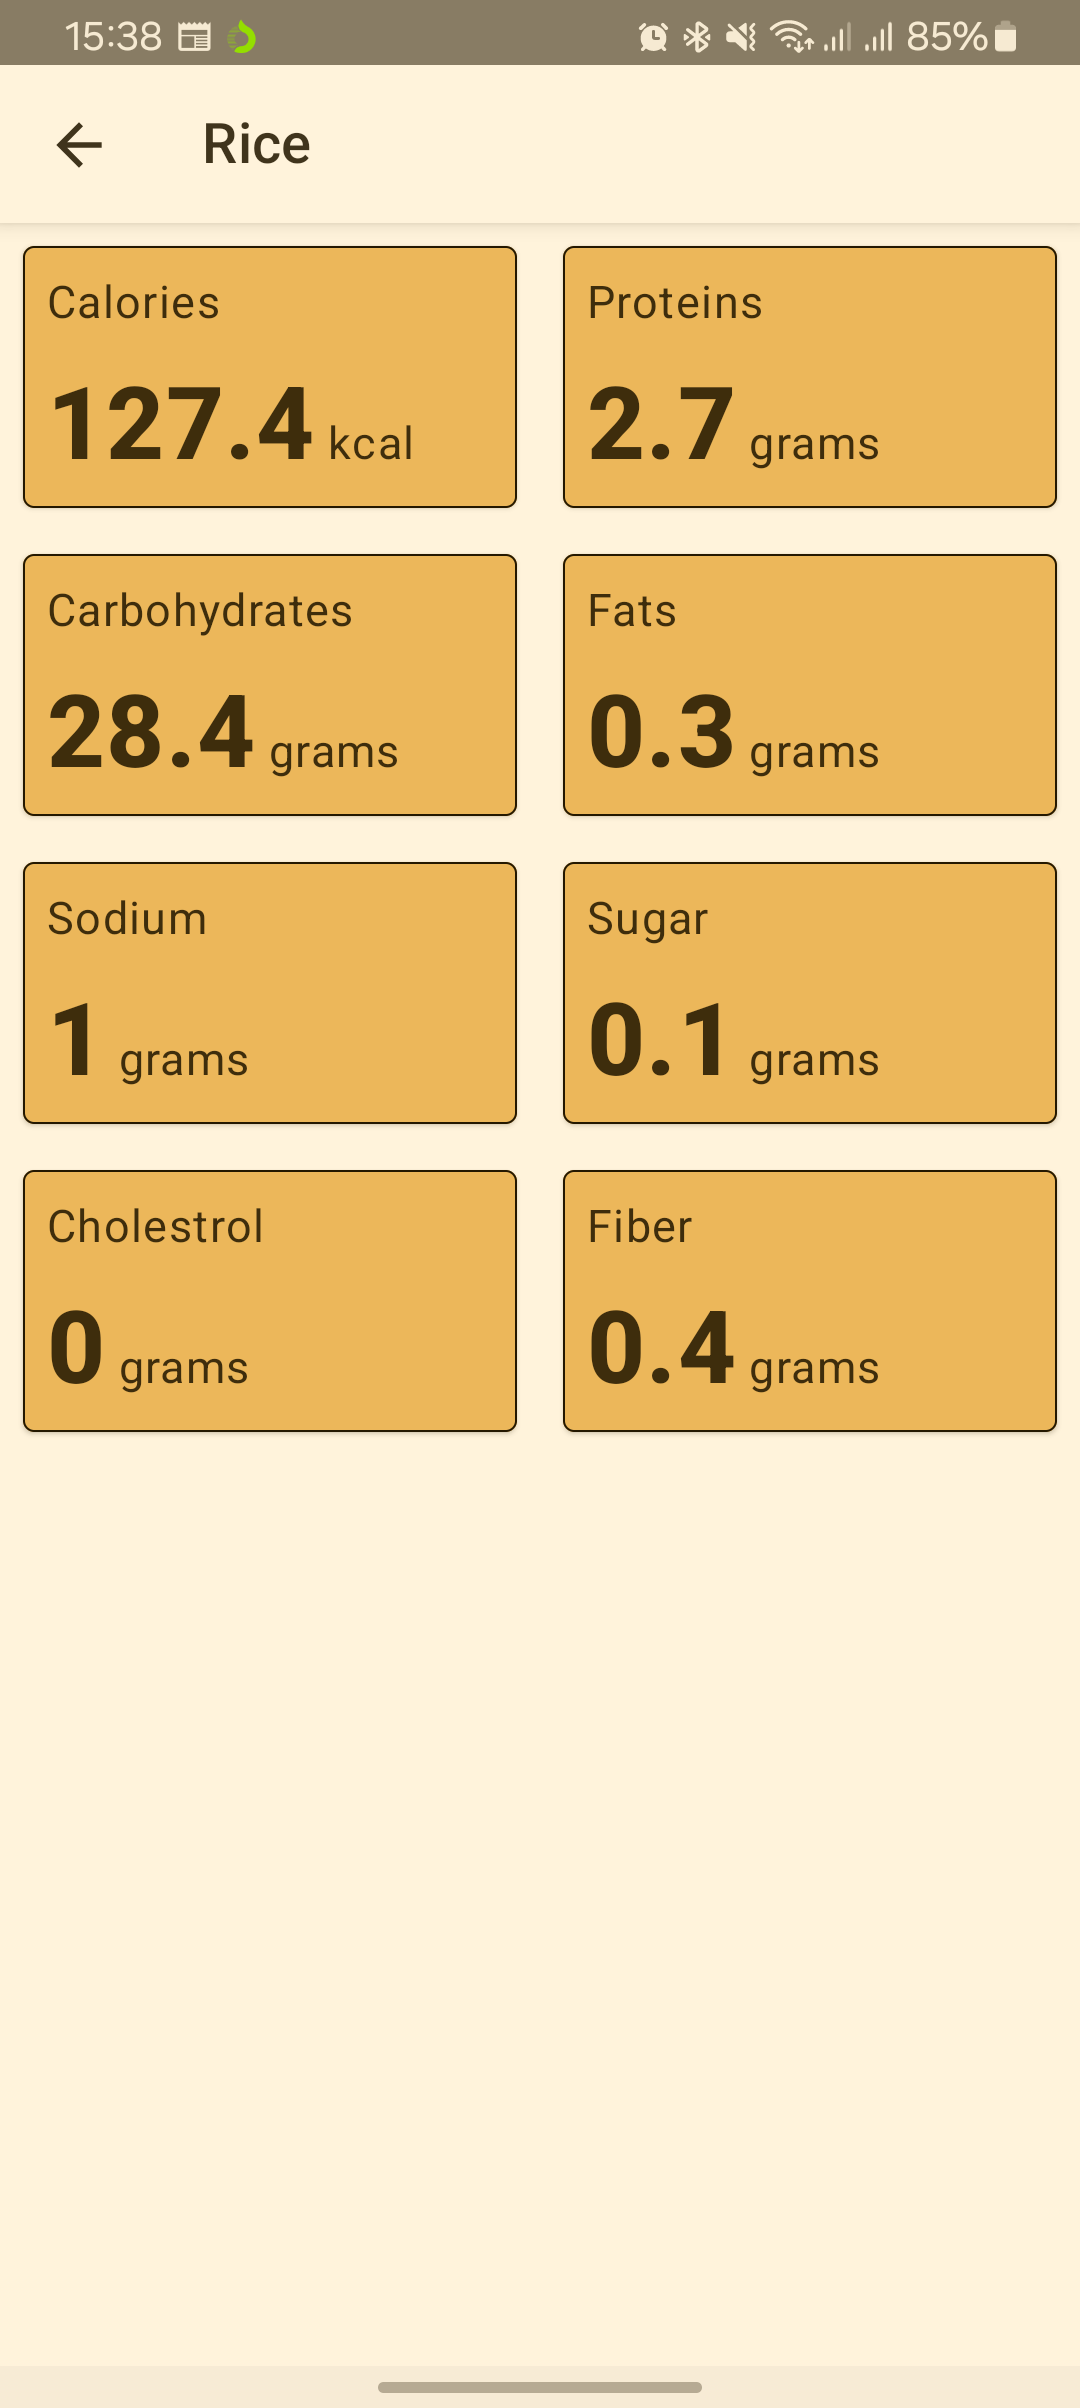 15:38 85%
Rice
Calories
127.4 kcal
Proteins
2.7 grams
Carbohydrates
28.4 grams
Fats
0.3 grams
Sodium
1 grams
Sugar
0.1 grams
Cholestrol
0 grams
Fiber
0.4 grams